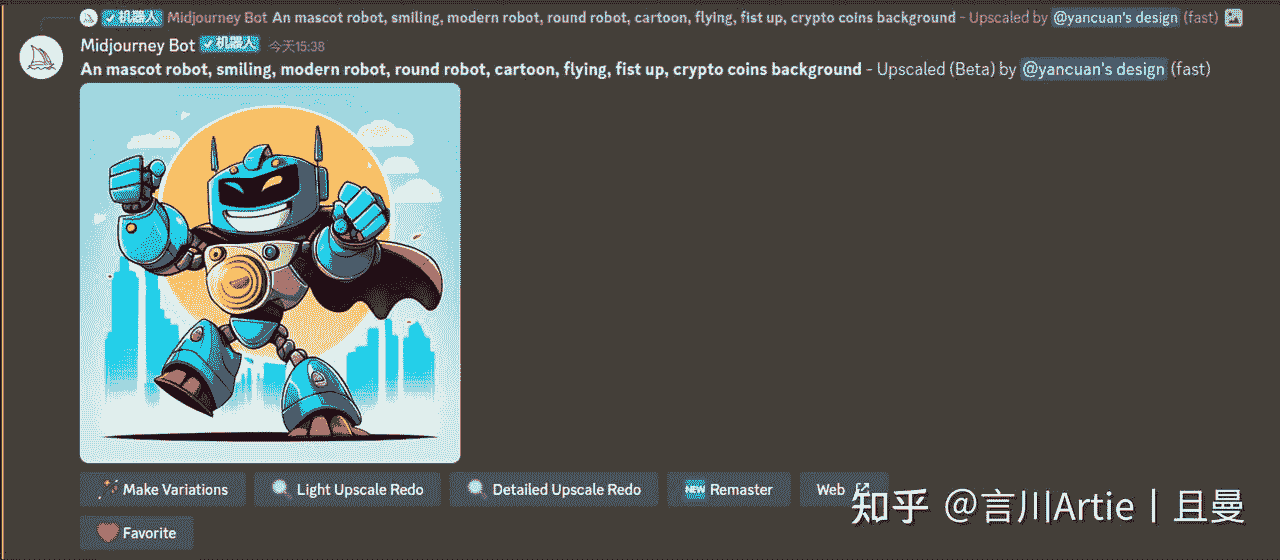 ✓机器人 Midjourney Bot An mascot robot, smiling, modern robot, round robot, cartoon, flying, fist up, crypto coins background - Upscaled by @yancuan's design (fast)
Midjourney Bot ✓机器人 今天15:38
An mascot robot, smiling, modern robot, round robot, cartoon, flying, fist up, crypto coins background - Upscaled (Beta) by @yancuan's design (fast)
Make Variations Light Upscale Redo Detailed Upscale Redo NEW Remaster Web
知乎 @言川Artie丨且曼
Favorite